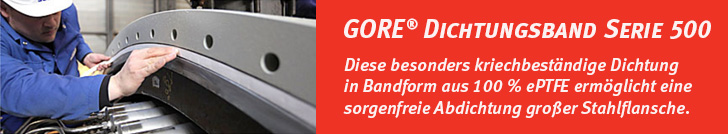 GORE® Dichtungsband Serie 500
Diese besonders kriechbeständige Dichtung
in Bandform aus 100 % ePTFE ermöglicht eine
sorgenfreie Abdichtung großer Stahlflansche.